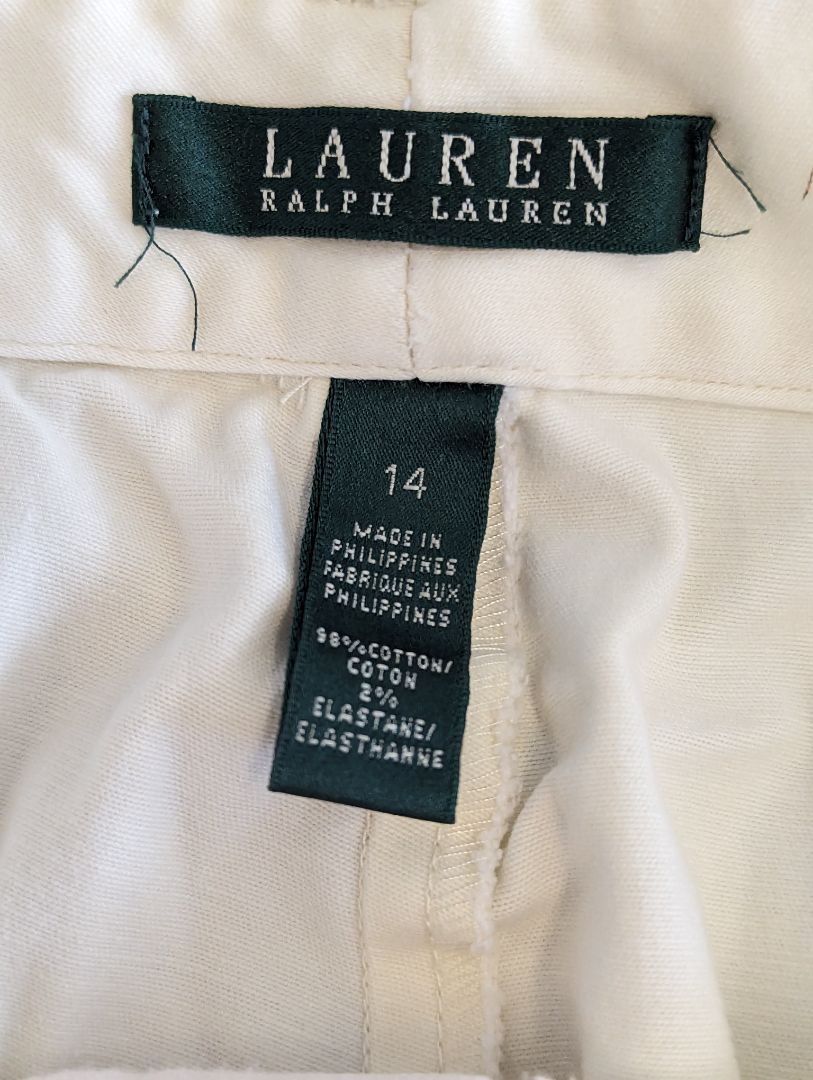 LAUREN
RALPH LAUREN
14
MADE IN
PHILIPPINES
FABRIQUE AUX
PHILIPPINES
98% COTTON/
COTON
2%
ELASTANE/
ELASTHANNE